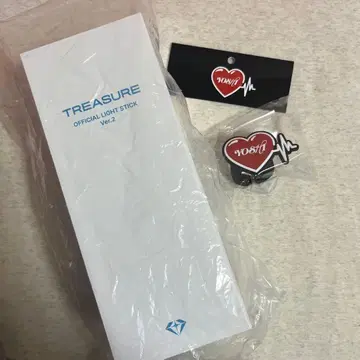 TREASURE
OFFICIAL LIGHT STICK
Ver.2
YOSHI
YOSHI